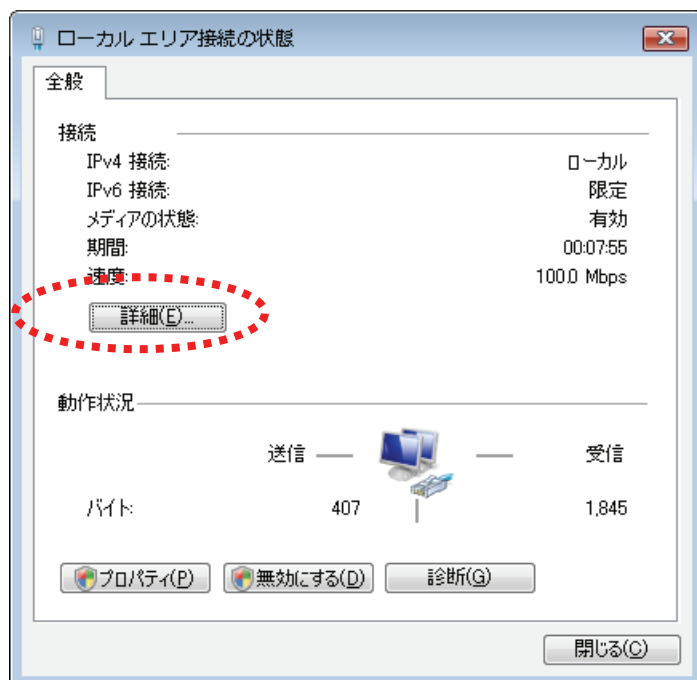 ローカル エリア接続の状態
全般
接続
IPv4 接続: ローカル
IPv6 接続: 限定
メディアの状態: 有効
期間: 00:07:55
速度: 100.0 Mbps
詳細(E)...
動作状況
送信 受信
バイト: 407 1,845
プロパティ(P) 無効にする(D) 診断(G)
閉じる(C)